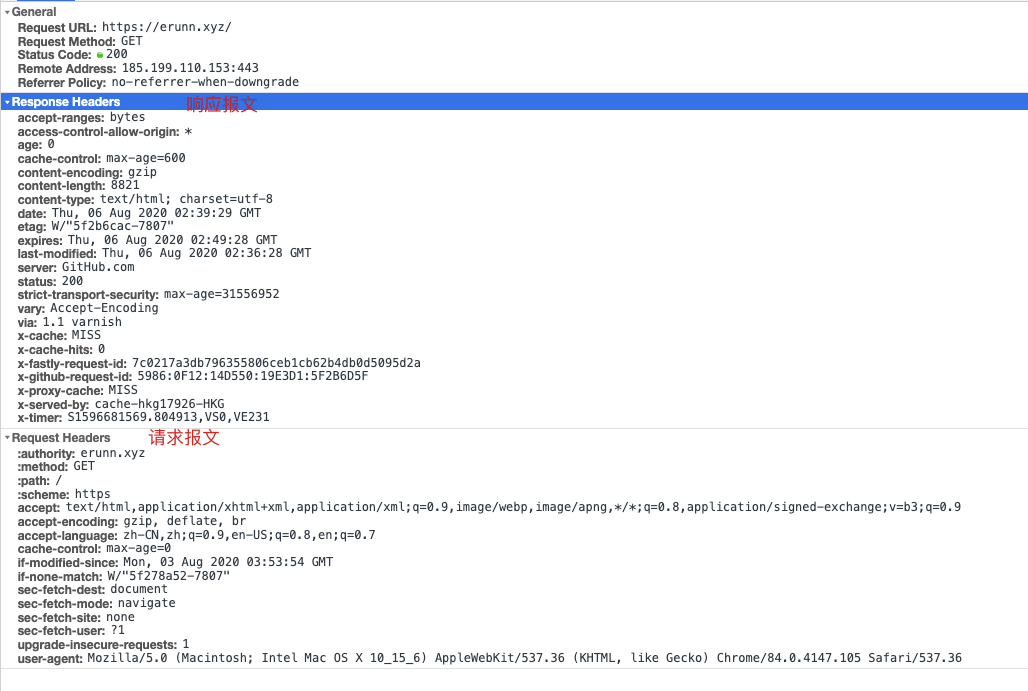 General
Request URL: https://erunn.xyz/
Request Method: GET
Status Code: 200
Remote Address: 185.199.110.153:443
Referrer Policy: no-referrer-when-downgrade
Response Headers 响应报文
accept-ranges: bytes
access-control-allow-origin: *
age: 0
cache-control: max-age=600
content-encoding: gzip
content-length: 8821
content-type: text/html; charset=utf-8
date: Thu, 06 Aug 2020 02:39:29 GMT
etag: W/"5f2b6cac-7807"
expires: Thu, 06 Aug 2020 02:49:28 GMT
last-modified: Thu, 06 Aug 2020 02:36:28 GMT
server: GitHub.com
status: 200
strict-transport-security: max-age=31556952
vary: Accept-Encoding
via: 1.1 varnish
x-cache: MISS
x-cache-hits: 0
x-fastly-request-id: 7c0217a3db796355806ceb1cb62b4db0d5095d2a
x-github-request-id: 5986:0F12:14D550:19E3D1:5F2B6D5F
x-proxy-cache: MISS
x-served-by: cache-hkg17926-HKG
x-timer: S1596681569.804913,VS0,VE231
Request Headers 请求报文
:authority: erunn.xyz
:method: GET
:path: /
:scheme: https
accept: text/html,application/xhtml+xml,application/xml;q=0.9,image/webp,image/apng,*/*;q=0.8,application/signed-exchange;v=b3;q=0.9
accept-encoding: gzip, deflate, br
accept-language: zh-CN,zh;q=0.9,en-US;q=0.8,en;q=0.7
cache-control: max-age=0
if-modified-since: Mon, 03 Aug 2020 03:53:54 GMT
if-none-match: W/"5f278a52-7807"
sec-fetch-dest: document
sec-fetch-mode: navigate
sec-fetch-site: none
sec-fetch-user: ?1
upgrade-insecure-requests: 1
user-agent: Mozilla/5.0 (Macintosh; Intel Mac OS X 10_15_6) AppleWebKit/537.36 (KHTML, like Gecko) Chrome/84.0.4147.105 Safari/537.36